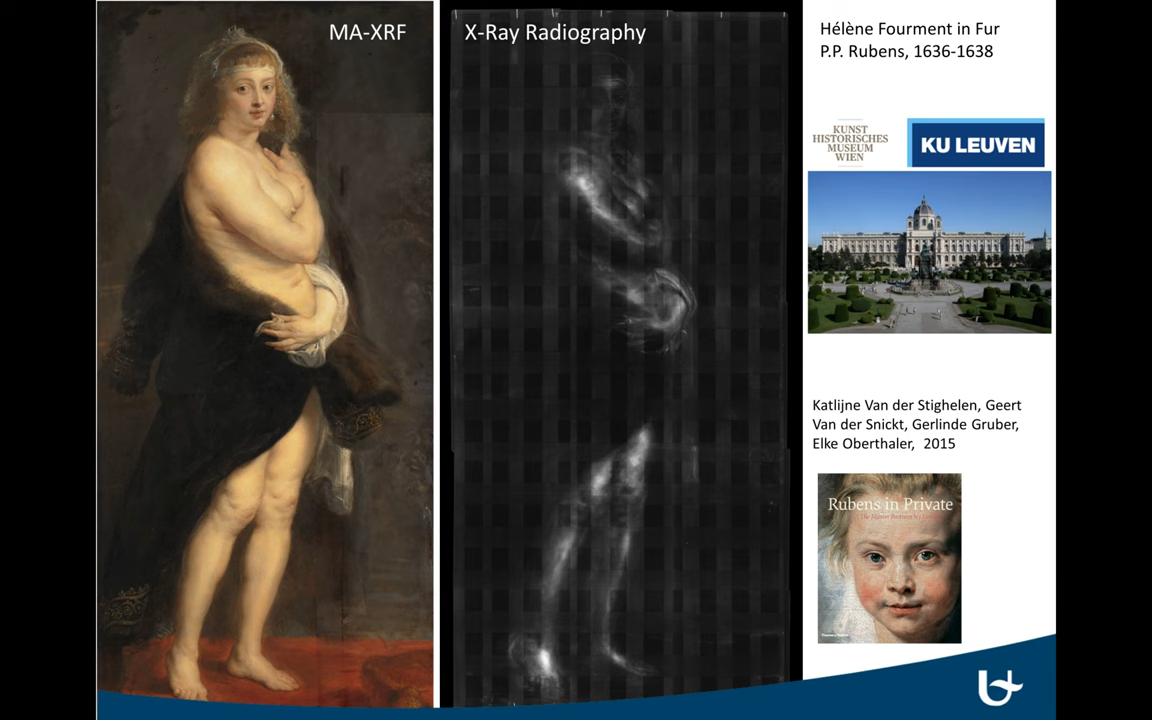 MA-XRF
X-Ray Radiography
Hélène Fourment in Fur
P.P. Rubens, 1636-1638
KUNST
HISTORISCHES
MUSEUM
WIEN
KU LEUVEN
Katlijne Van der Stighelen, Geert
Van der Snickt, Gerlinde Gruber,
Elke Oberthaler, 2015
Rubens in Private